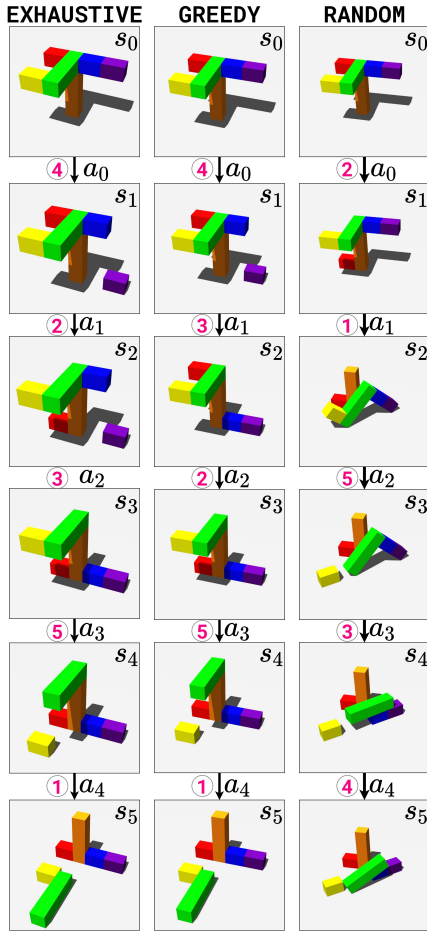 EXHAUSTIVE GREEDY RANDOM
s0 s0 s0
4 a0 4 a0 2 a0
s1 s1 s1
2 a1 3 a1 1 a1
s2 s2 s2
3 a2 2 a2 5 a2
s3 s3 s3
5 a3 5 a3 3 a3
s4 s4 s4
1 a4 1 a4 4 a4
s5 s5 s5